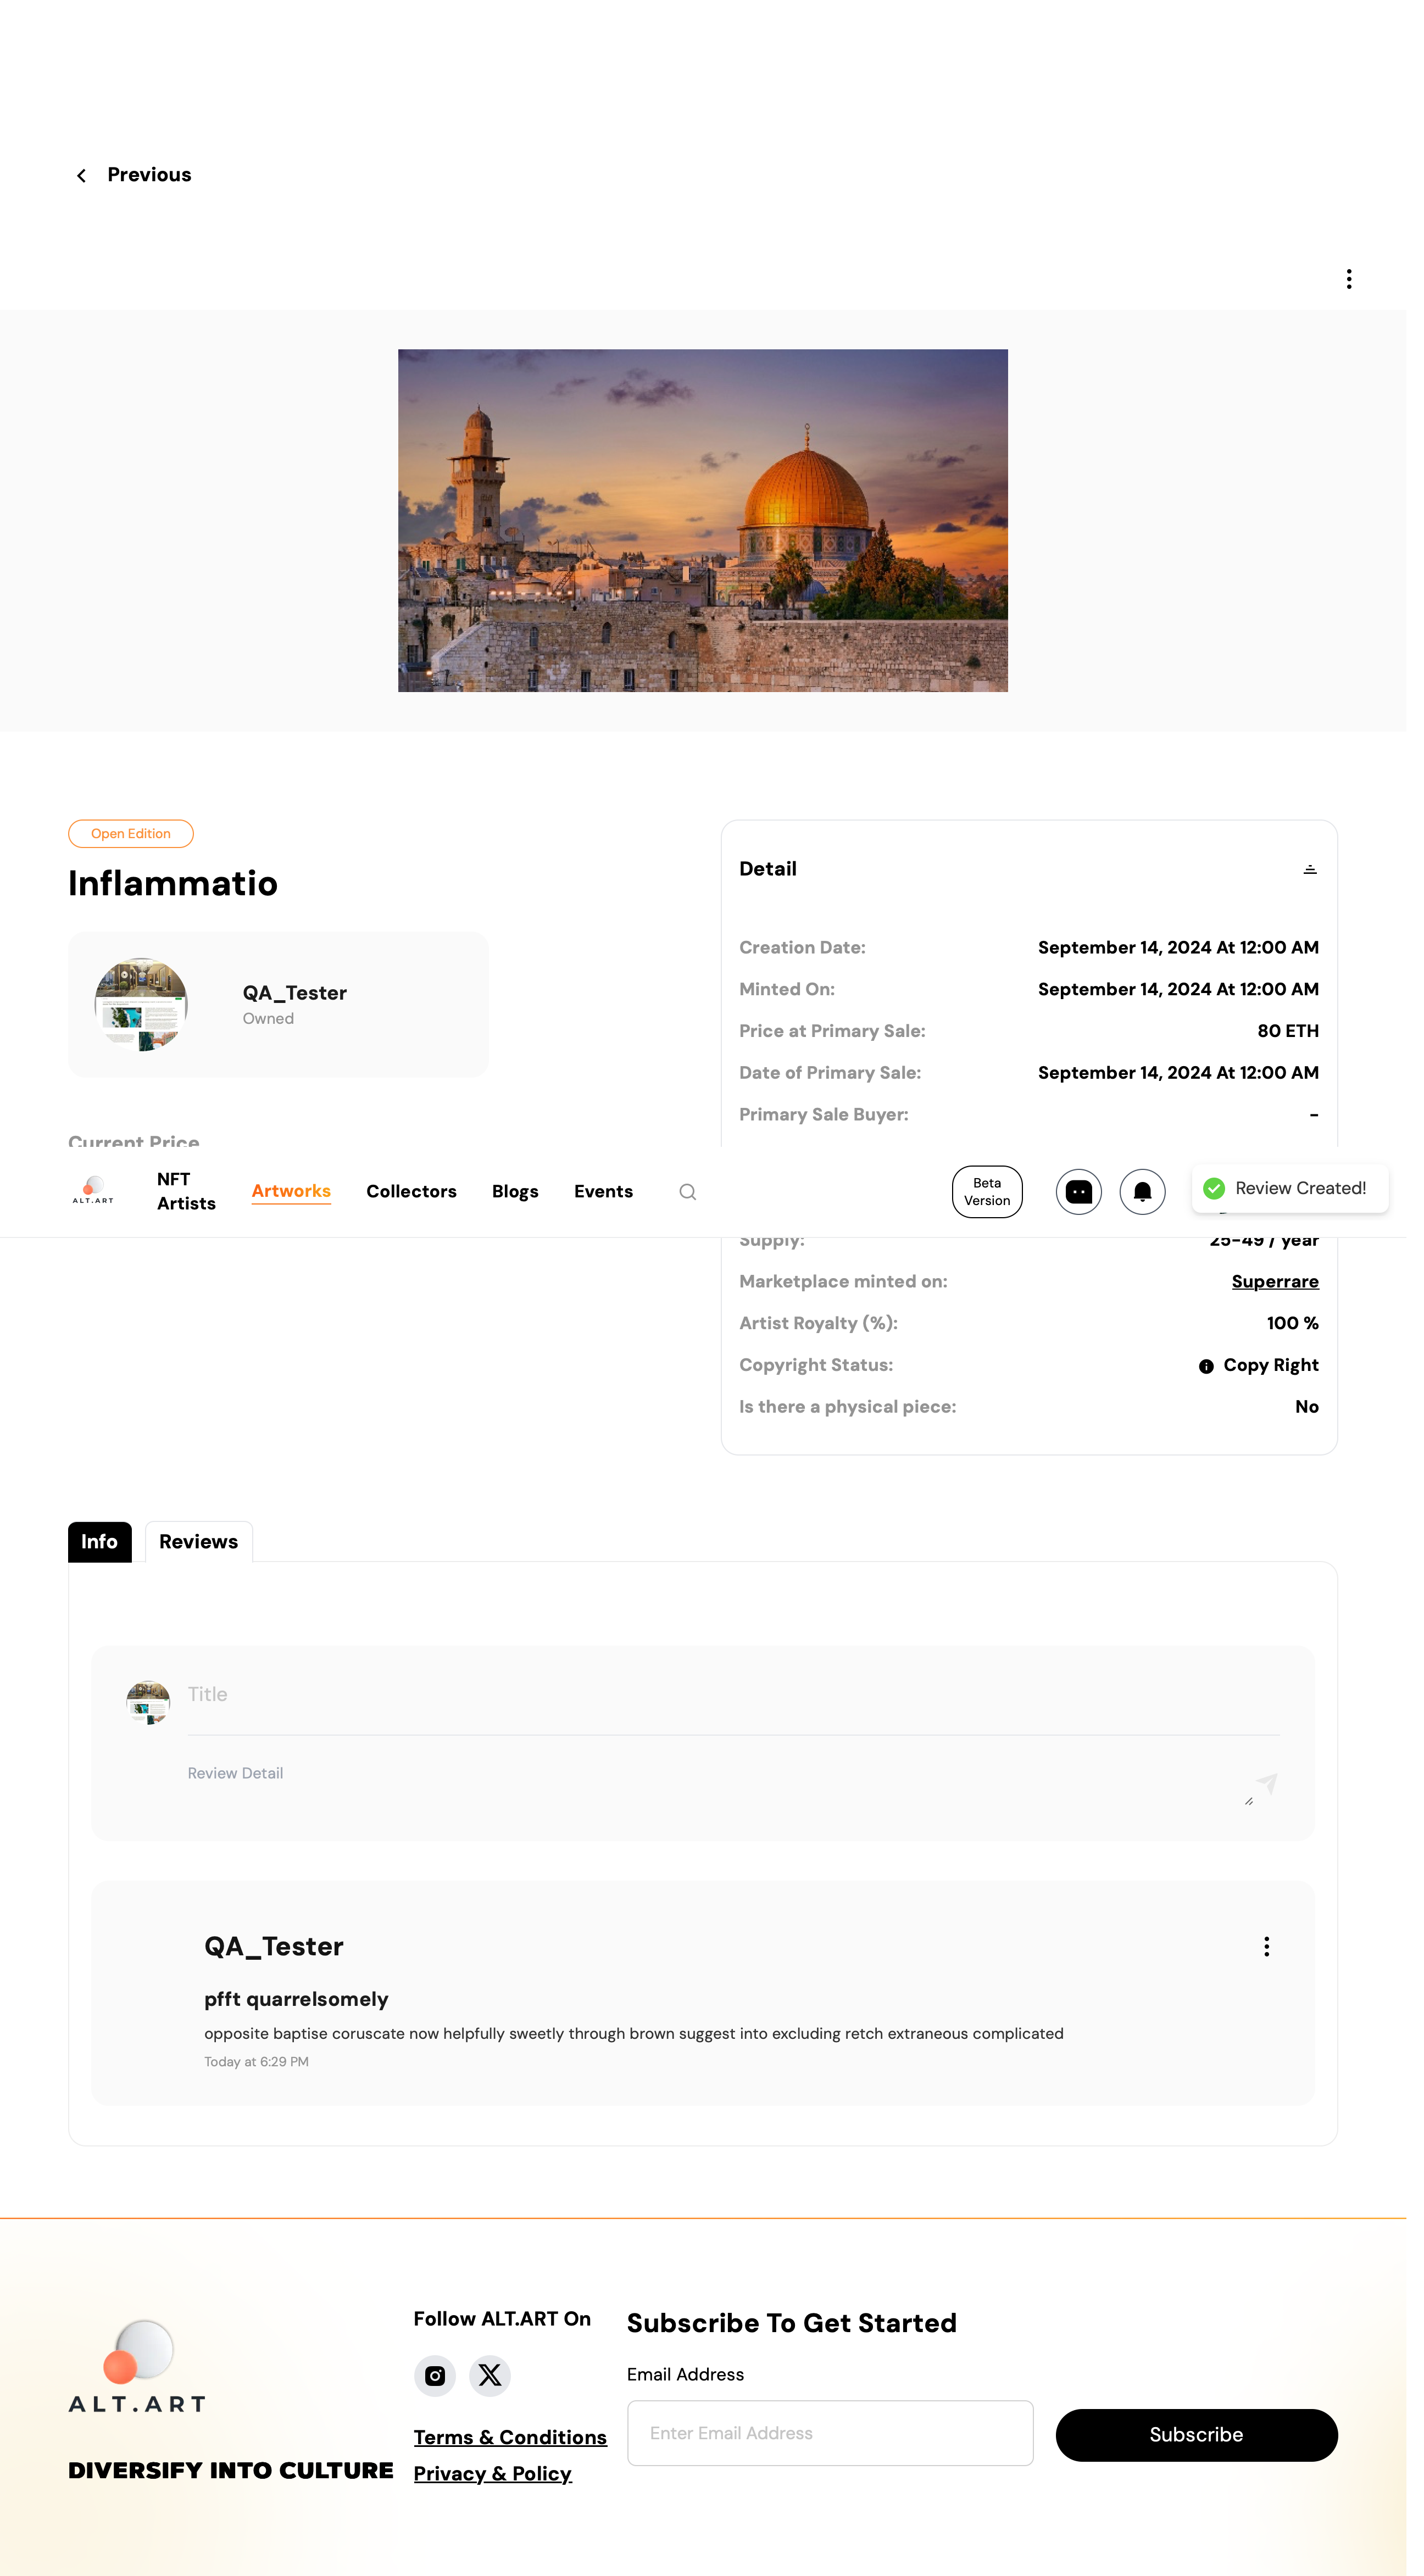 Previous
Open Edition
Inflammatio
QA_Tester
Owned
Current Price
Detail
Creation Date: September 14, 2024 At 12:00 AM
Minted On: September 14, 2024 At 12:00 AM
Price at Primary Sale: 80 ETH
Date of Primary Sale: September 14, 2024 At 12:00 AM
Primary Sale Buyer: -
ALT.ART
NFT
Artists
Artworks
Collectors
Blogs
Events
Beta
Version
Review Created!
Supply: 25-49 / year
Marketplace minted on: Superrare
Artist Royalty (%): 100 %
Copyright Status: Copy Right
Is there a physical piece: No
Info
Reviews
Title
Review Detail
QA_Tester
pfft quarrelsomely
opposite baptise coruscate now helpfully sweetly through brown suggest into excluding retch extraneous complicated
Today at 6:29 PM
ALT.ART
DIVERSIFY INTO CULTURE
Follow ALT.ART On
Terms & Conditions
Privacy & Policy
Subscribe To Get Started
Email Address
Enter Email Address
Subscribe